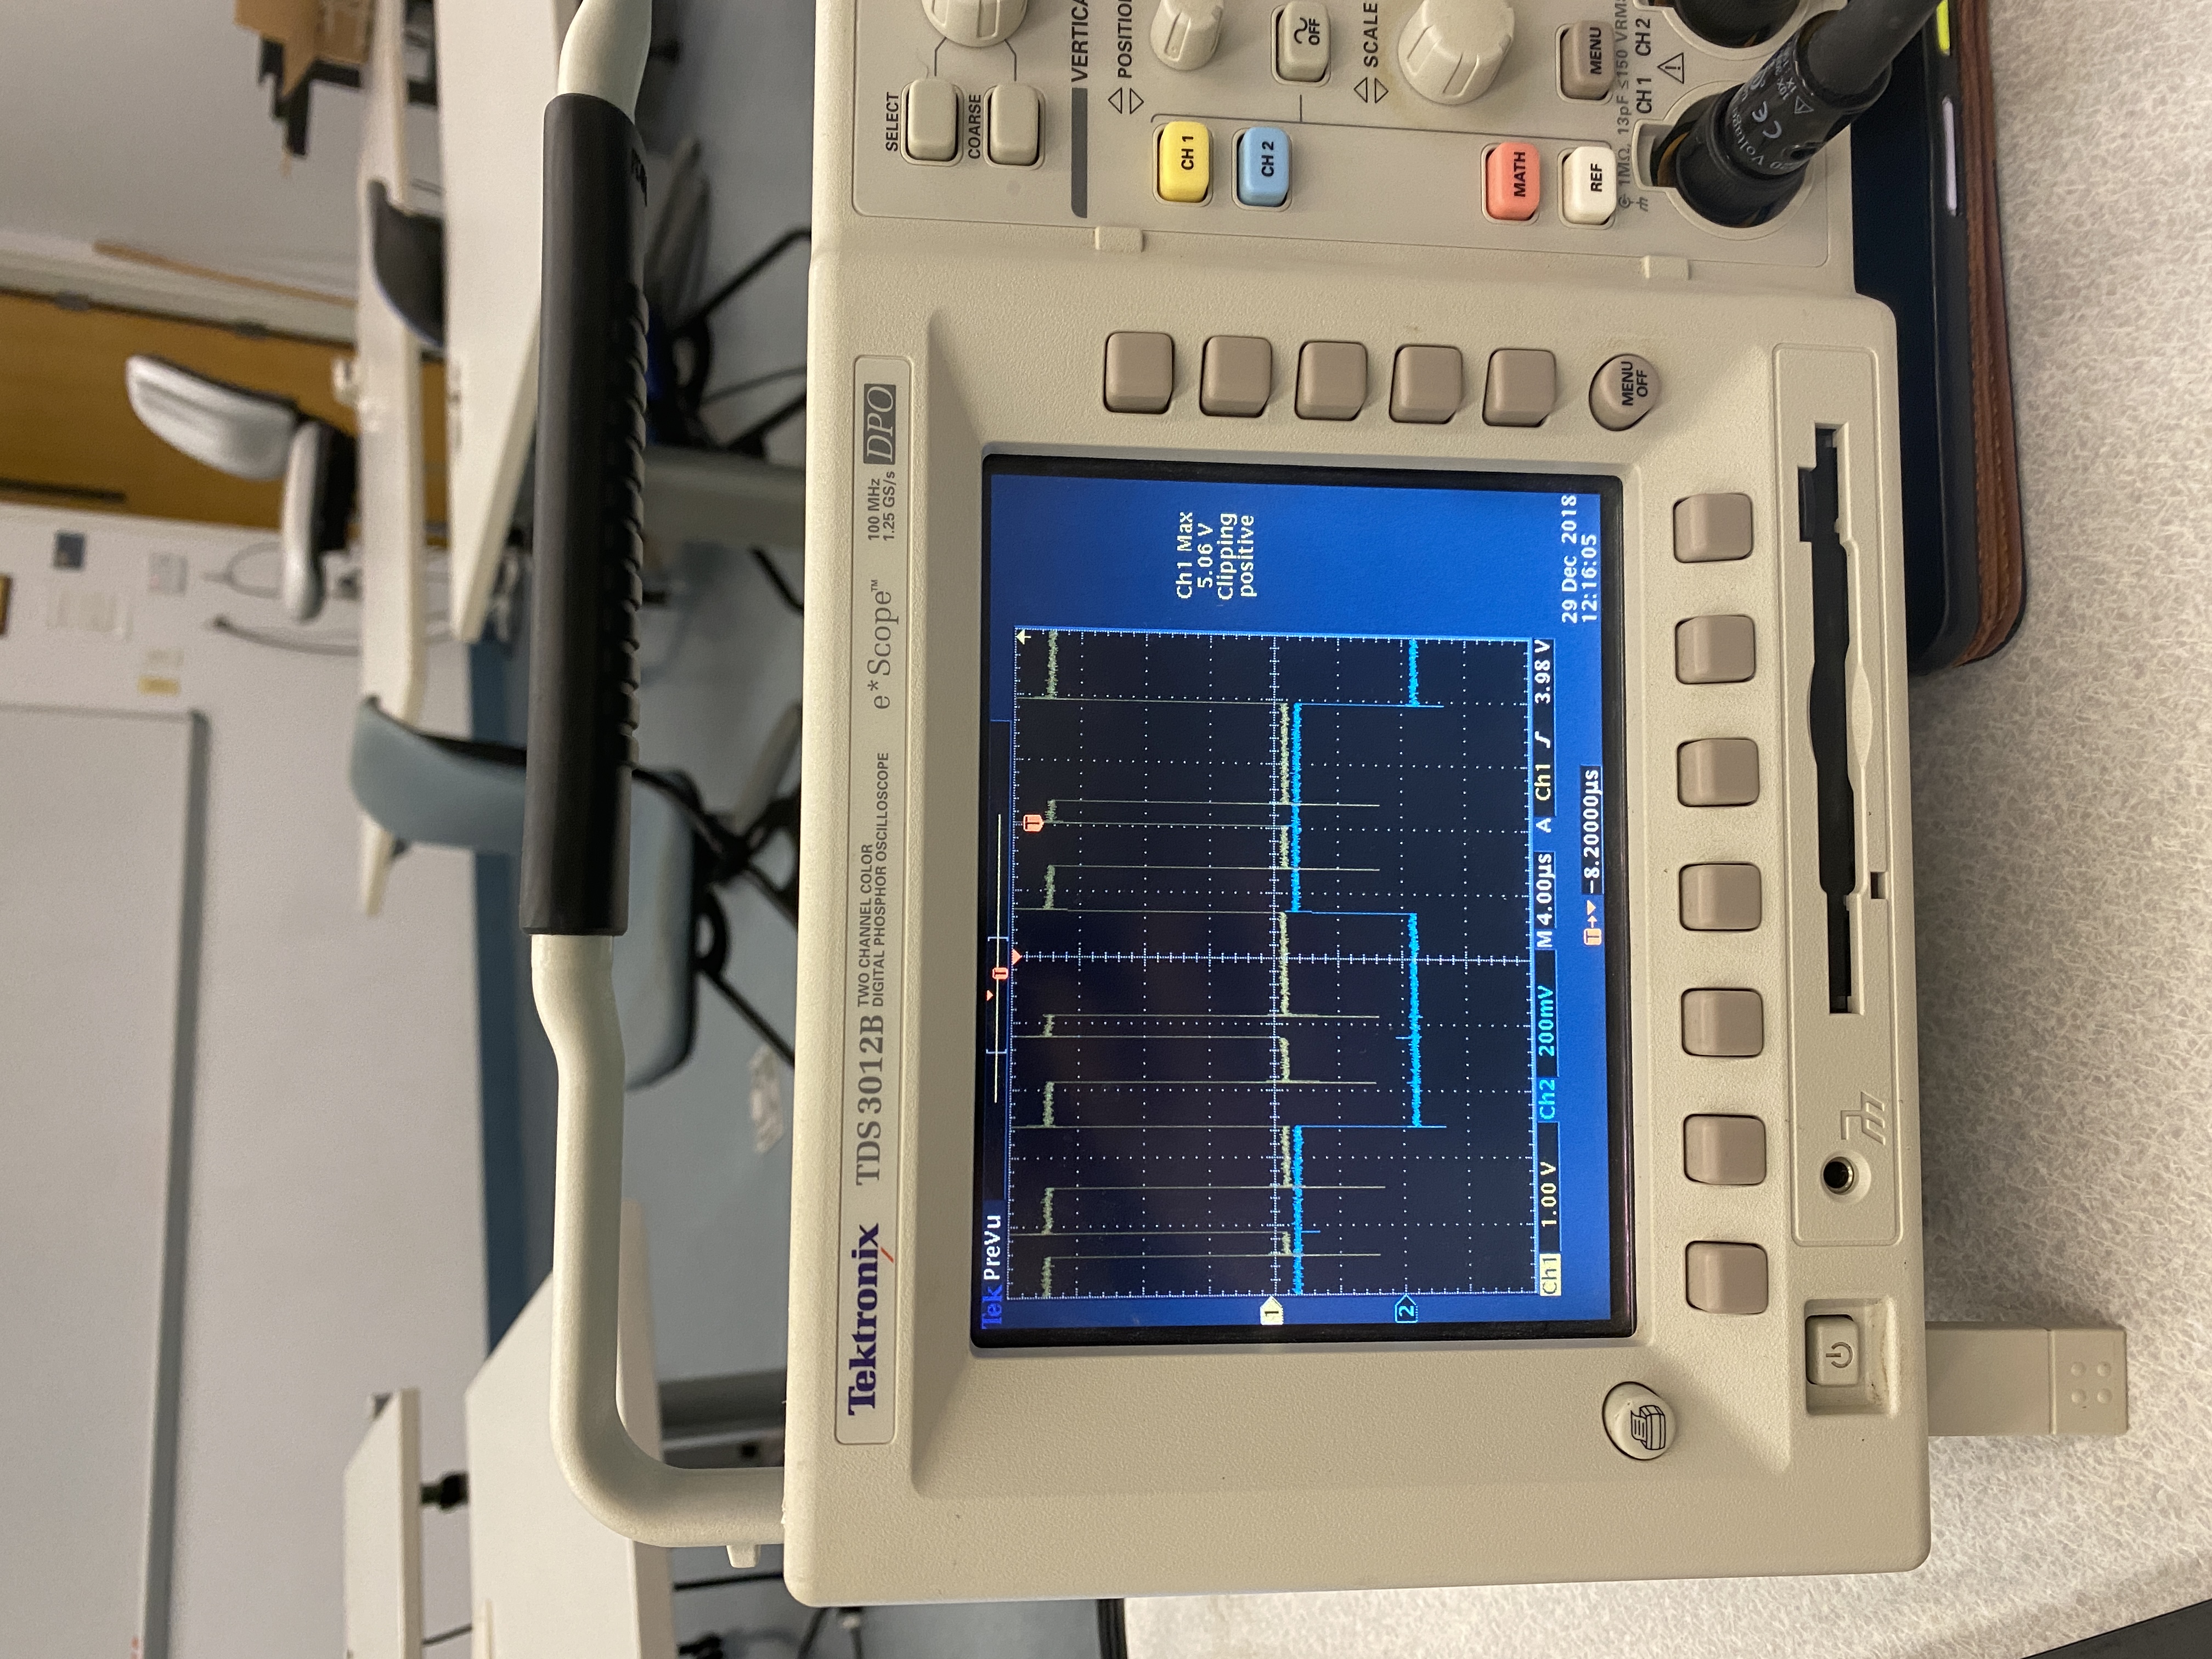 Tektronix TDS 3012B TWO CHANNEL COLOR DIGITAL PHOSPHOR OSCILLOSCOPE e*Scope™ 100 MHz 1.25 GS/s DPO
SELECT
COARSE
Tek PreVu
T
T
VERTICA
POSITIO
Ch1 Max
5.06 V
Clipping
positive
CH 1
1
CH 2
OFF
SCALE
2
MATH
Ch1 1.00 V Ch2 200mV M 4.00µs A Ch1 3.98 V
29 Dec 2018
12:16:05
T -8.20000µs
REF
MENU
MENU
OFF
1MΩ, 13pF ≤150 VRMS
CH 1 CH 2
Voltage
CE